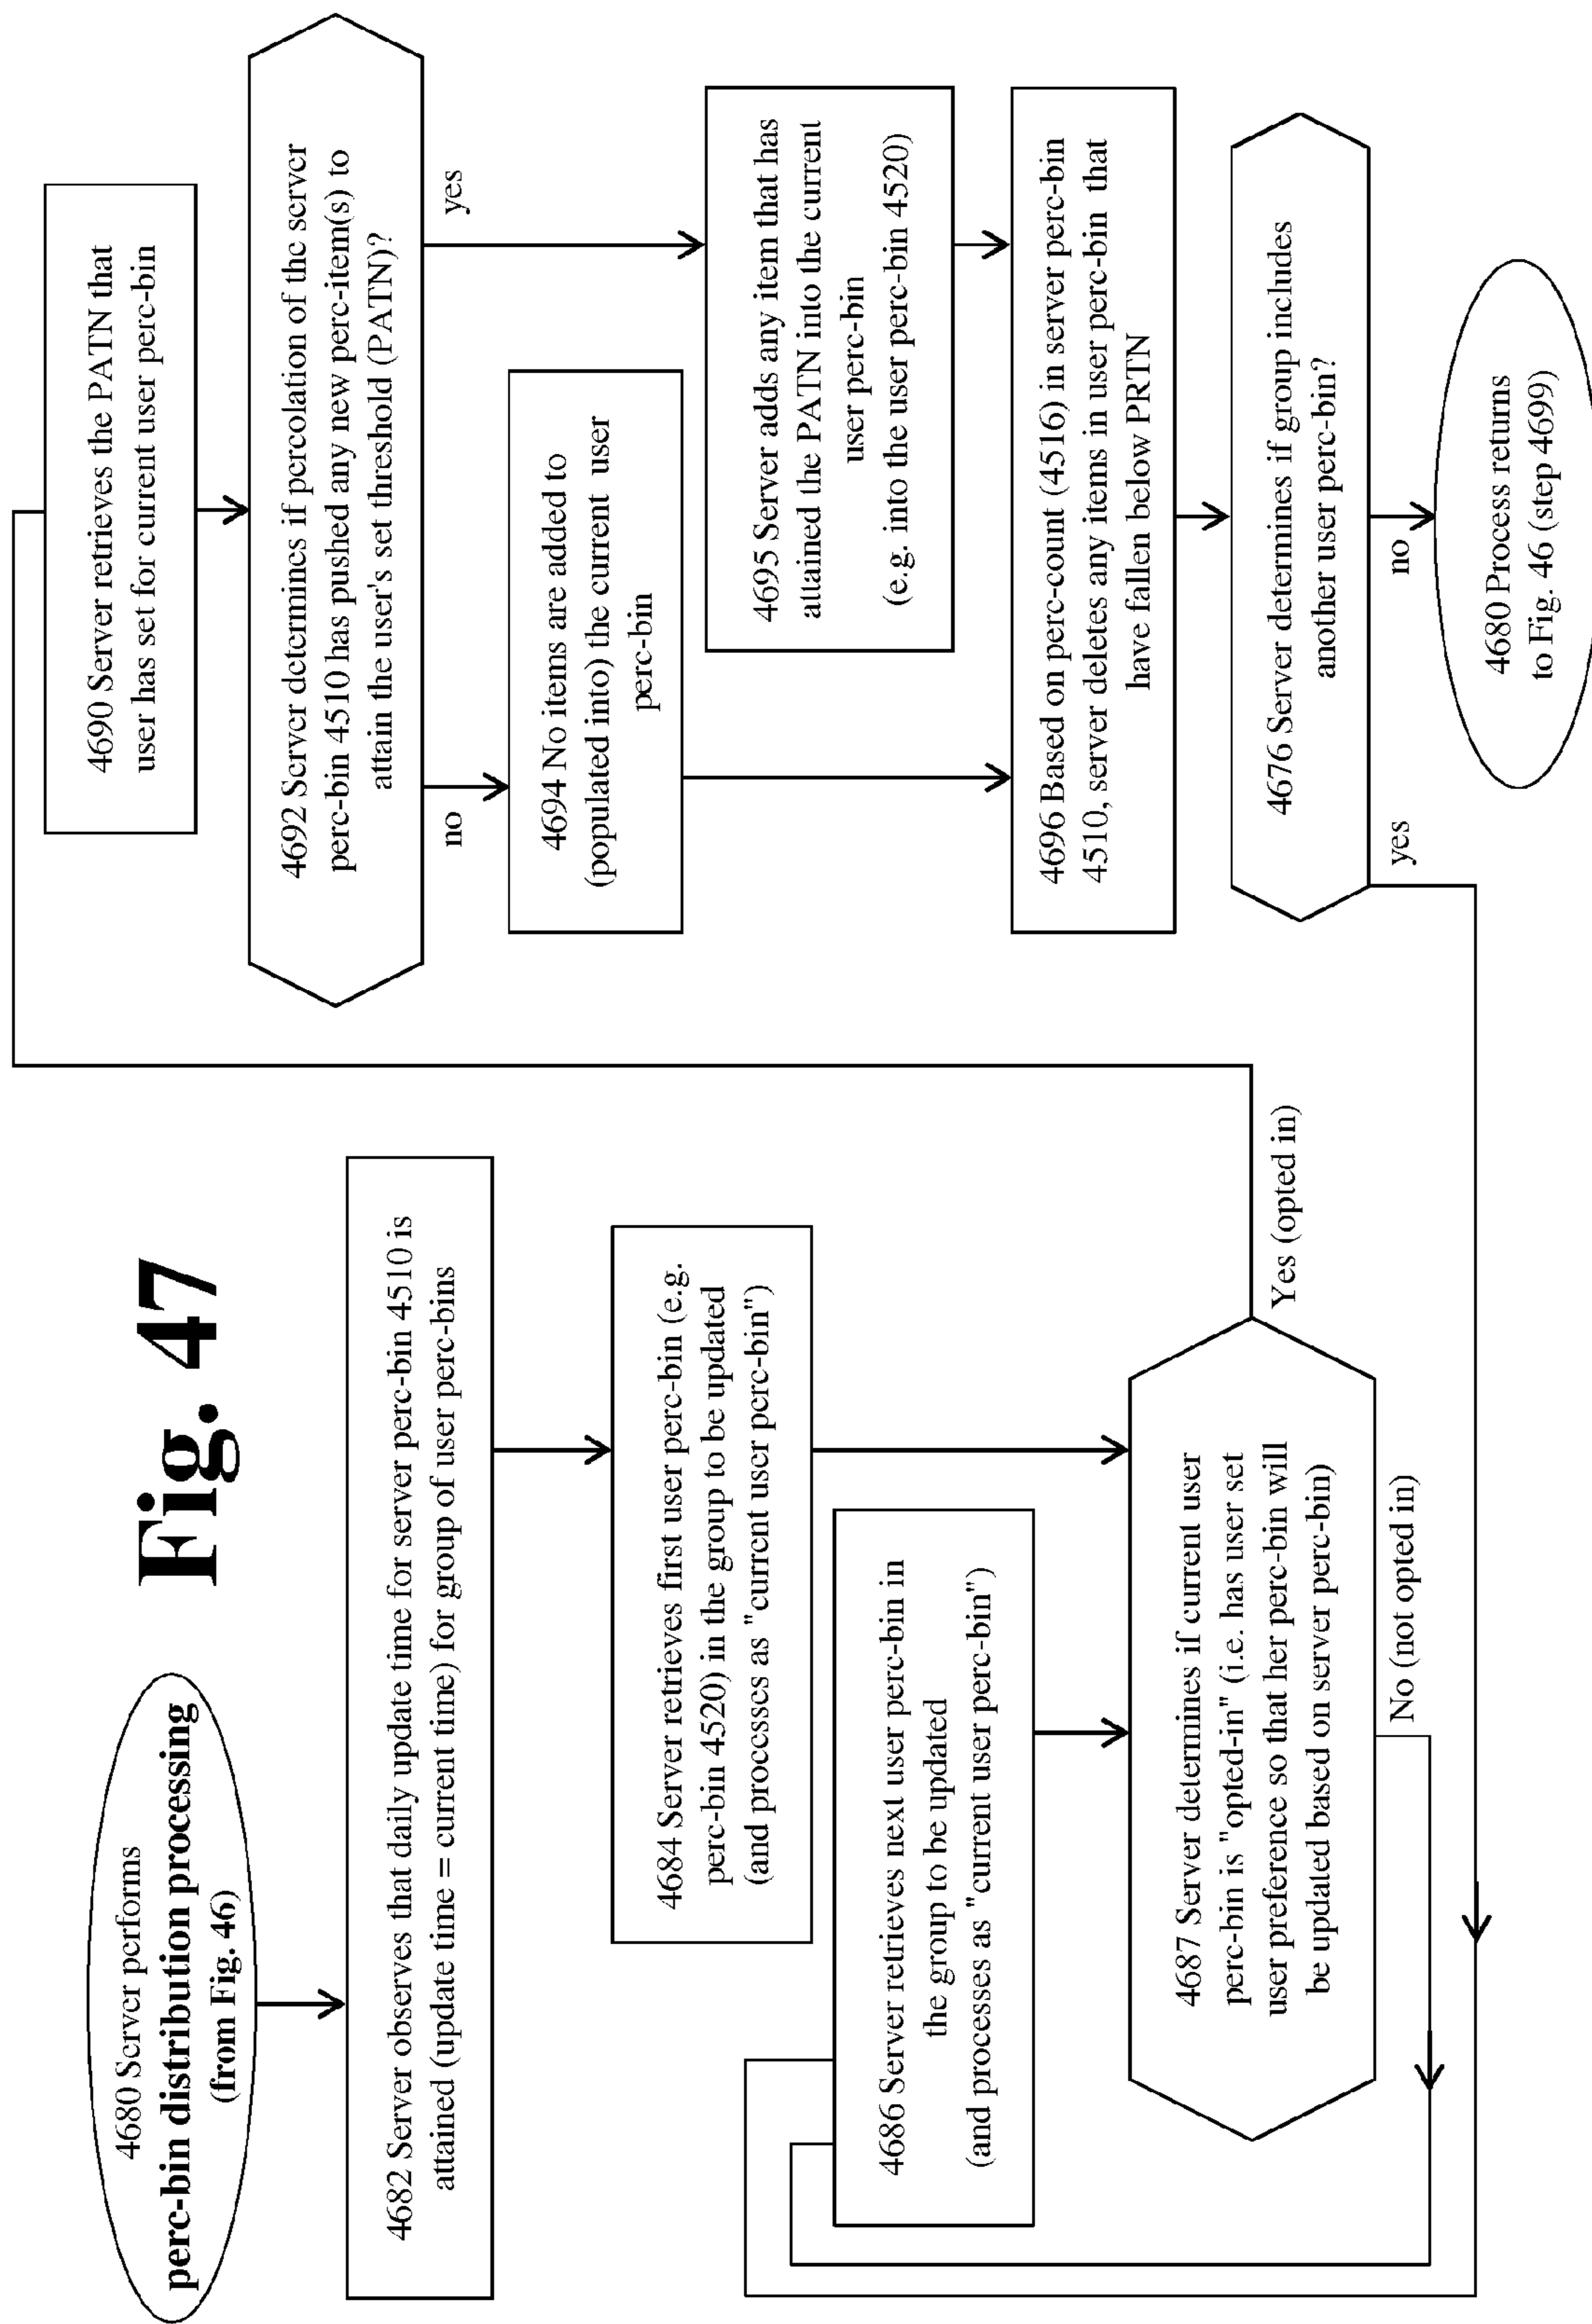 Fig. 47
4680 Server performs
perc-bin distribution processing
(from Fig. 46)
4682 Server observes that daily update time for server perc-bin 4510 is
attained (update time = current time) for group of user perc-bins
4684 Server retrieves first user perc-bin (e.g.
perc-bin 4520) in the group to be updated
(and processes as "current user perc-bin")
4686 Server retrieves next user perc-bin in
the group to be updated
(and processes as "current user perc-bin")
4687 Server determines if current user
perc-bin is "opted-in" (i.e. has user set
user preference so that her perc-bin will
be updated based on server perc-bin)
Yes (opted in)
No (not opted in)
4690 Server retrieves the PATN that
user has set for current user perc-bin
4692 Server determines if percolation of the server
perc-bin 4510 has pushed any new perc-item(s) to
attain the user's set threshold (PATN)?
no
yes
4694 No items are added to
(populated into) the current user
perc-bin
4695 Server adds any item that has
attained the PATN into the current
user perc-bin
(e.g. into the user perc-bin 4520)
4696 Based on perc-count (4516) in server perc-bin
4510, server deletes any items in user perc-bin that
have fallen below PRTN
4676 Server determines if group includes
another user perc-bin?
yes
no
4680 Process returns
to Fig. 46 (step 4699)